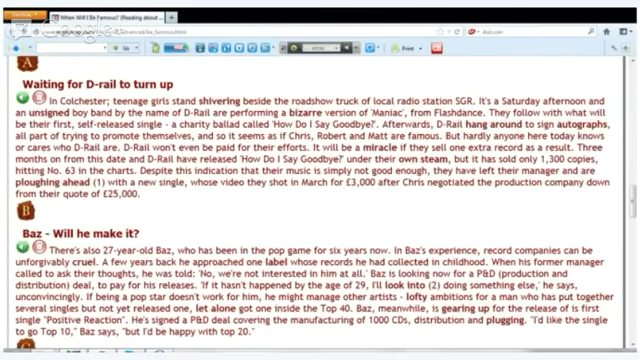 When Will I Be Famous? (Reading about
Ask.com
Print
A
Waiting for D-rail to turn up
In Colchester; teenage girls stand shivering beside the roadshow truck of local radio station SGR. It's a Saturday afternoon and
an unsigned boy band by the name of D-Rail are performing a bizarre version of 'Maniac', from Flashdance. They follow with what will
be their first, self-released single - a charity ballad called 'How Do I Say Goodbye?'. Afterwards, D-Rail hang around to sign autographs,
all part of trying to promote themselves, and so it seems as if Chris, Robert and Matt are famous. But hardly anyone here today knows
or cares who D-Rail are. D-Rail won't even be paid for their efforts. It will be a miracle if they sell one extra record as a result. Three
months on from this date and D-Rail have released 'How Do I Say Goodbye?' under their own steam, but it has sold only 1,300 copies,
hitting No. 63 in the charts. Despite this indication that their music is simply not good enough, they have left their manager and are
ploughing ahead (1) with a new single, whose video they shot in March for £3,000 after Chris negotiated the production company down
from their quote of £25,000.
B
Baz - Will he make it?
There's also 27-year-old Baz, who has been in the pop game for six years now. In Baz's experience, record companies can be
unforgivably cruel. A few years back he approached one label whose records he had collected in childhood. When his former manager
called to ask their thoughts, he was told: 'No, we're not interested in him at all.' Baz is looking now for a P&D (production and
distribution) deal, to pay for his releases. "If it hasn't happened by the age of 29, I'll look into (2) doing something else,' he says,
unconvincingly. If being a pop star doesn't work for him, he might manage other artists - lofty ambitions for a man who has put together
several singles but not yet released one, let alone got one inside the Top 40. Baz, meanwhile, is gearing up for the release of is first
single "Positive Reaction". He's signed a P&D deal covering the manufacturing of 1000 CDs, distribution and plugging. "I'd like the single
to go Top 10," Baz says, "but I'd be happy with top 20."